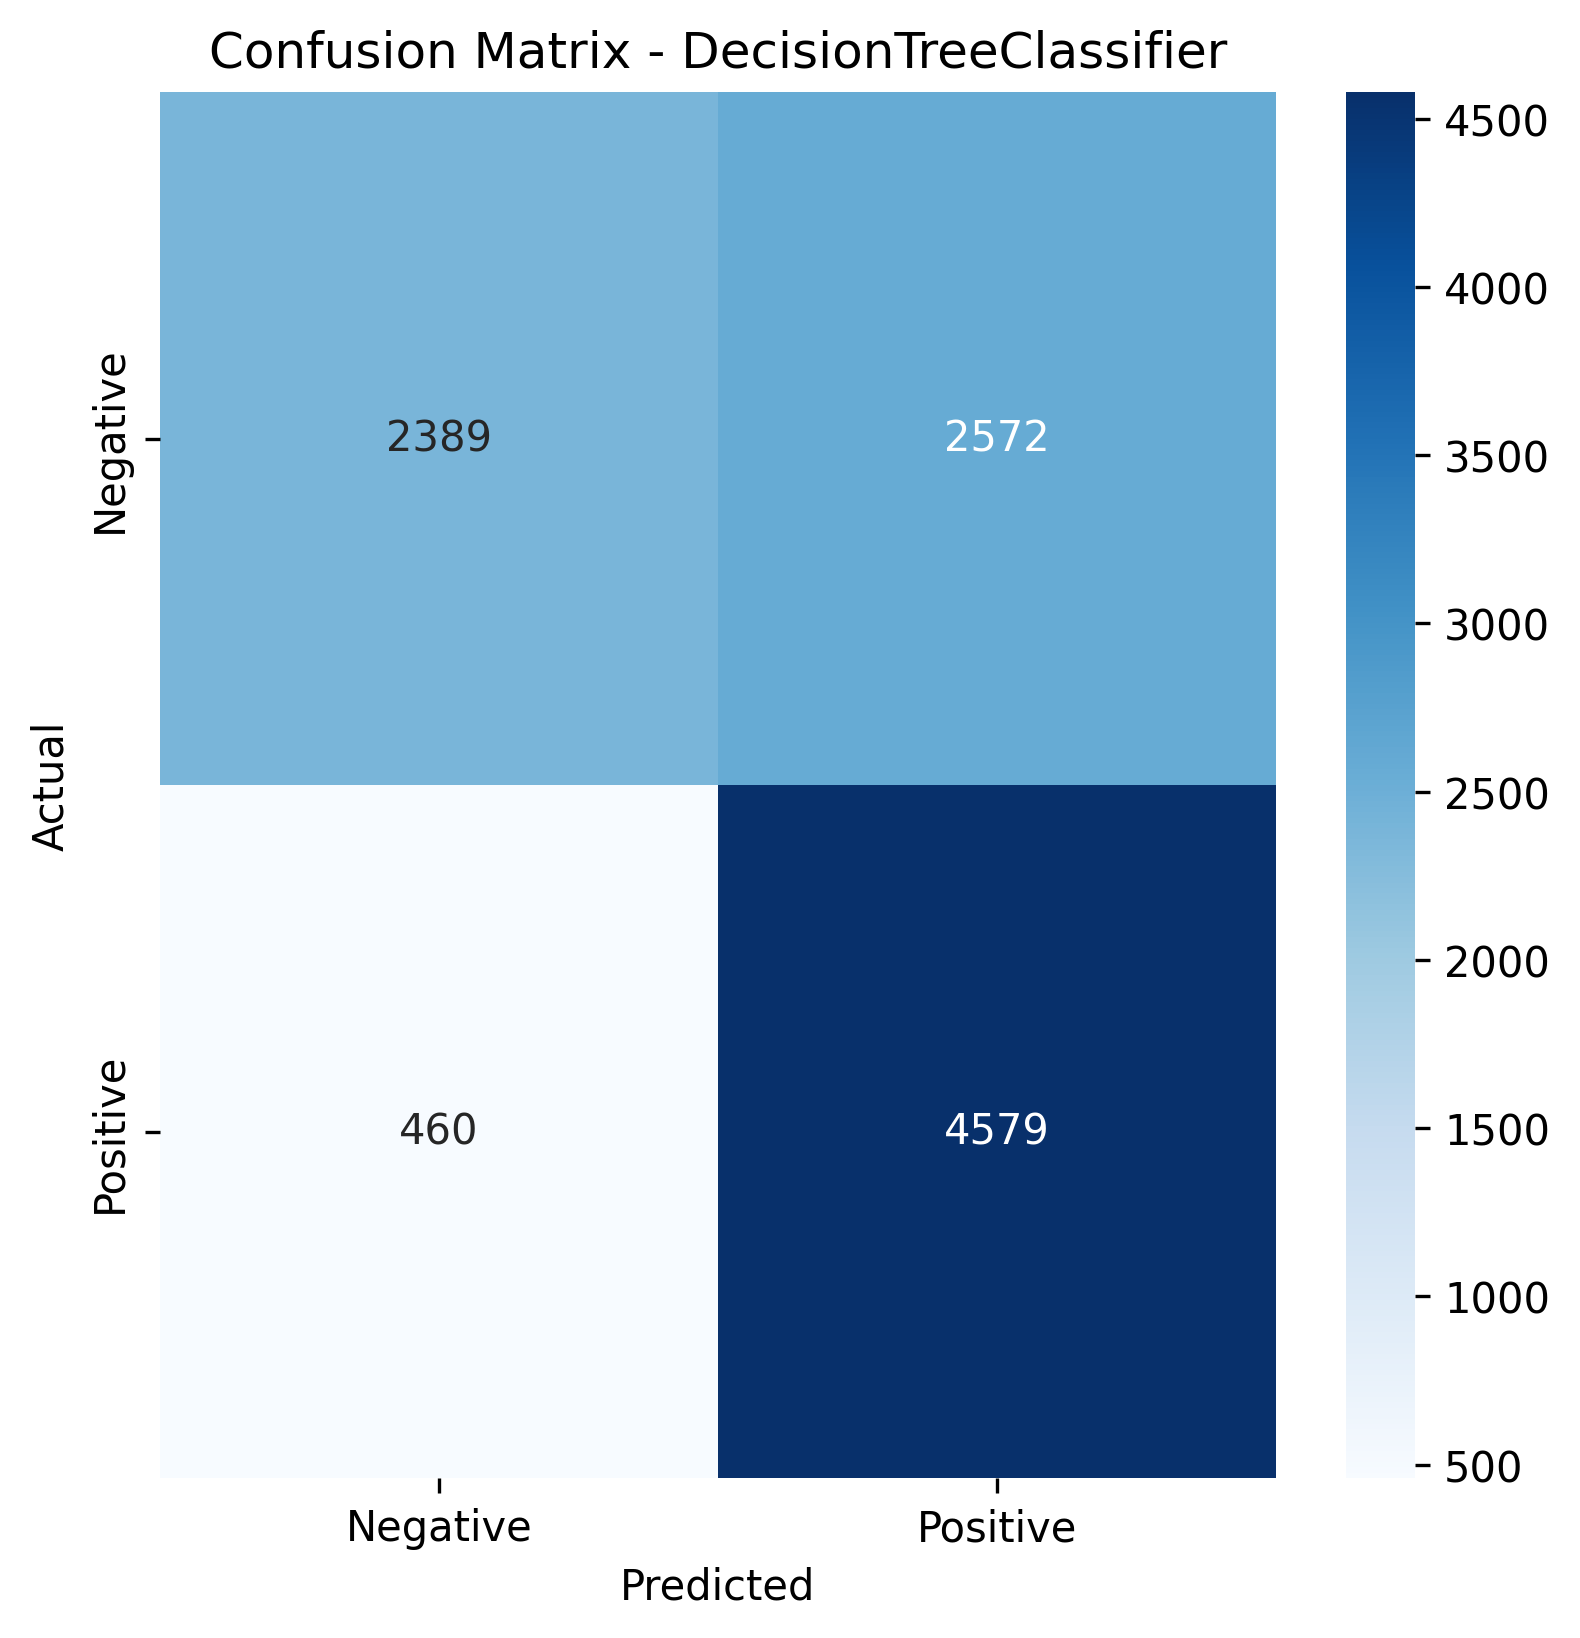 Confusion Matrix - DecisionTreeClassifier
Actual
Negative
Positive
2389 2572
460 4579
Negative Positive
Predicted
4500
4000
3500
3000
2500
2000
1500
1000
500